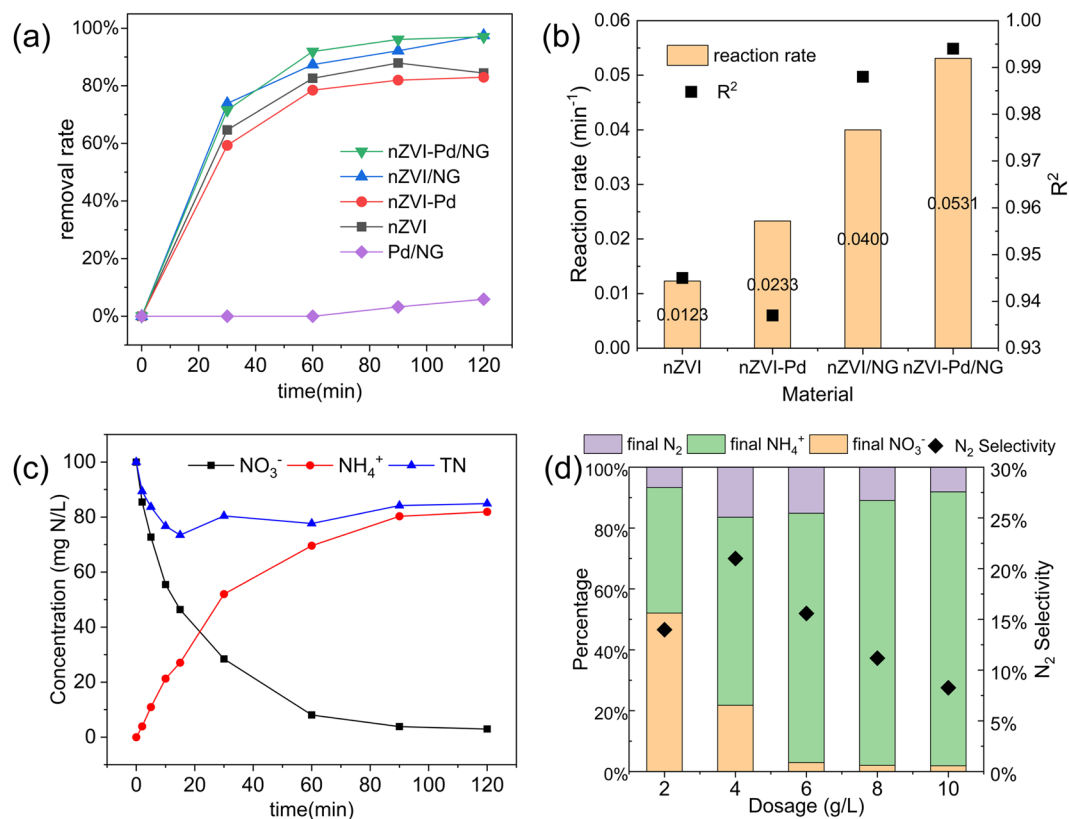 (a)
removal rate
100%
80%
60%
40%
20%
0%
nZVI-Pd/NG
nZVI/NG
nZVI-Pd
nZVI
Pd/NG
0 20 40 60 80 100 120
time(min)
(b)
Reaction rate (min⁻¹)
0.06
0.05
0.04
0.03
0.02
0.01
0.00
reaction rate
R²
0.0123
0.0233
0.0400
0.0531
1.00
0.99
0.98
0.97
0.96
0.95
0.94
0.93
R²
nZVI nZVI-Pd nZVI/NG nZVI-Pd/NG
Material
(c)
Concentration (mg N/L)
100
80
60
40
20
0
NO₃⁻ NH₄⁺ TN
0 20 40 60 80 100 120
time(min)
final N₂ final NH₄⁺ final NO₃⁻ N₂ Selectivity
(d)
Percentage
100%
80%
60%
40%
20%
0%
30%
25%
20%
15%
10%
5%
0%
N₂ Selectivity
2 4 6 8 10
Dosage (g/L)